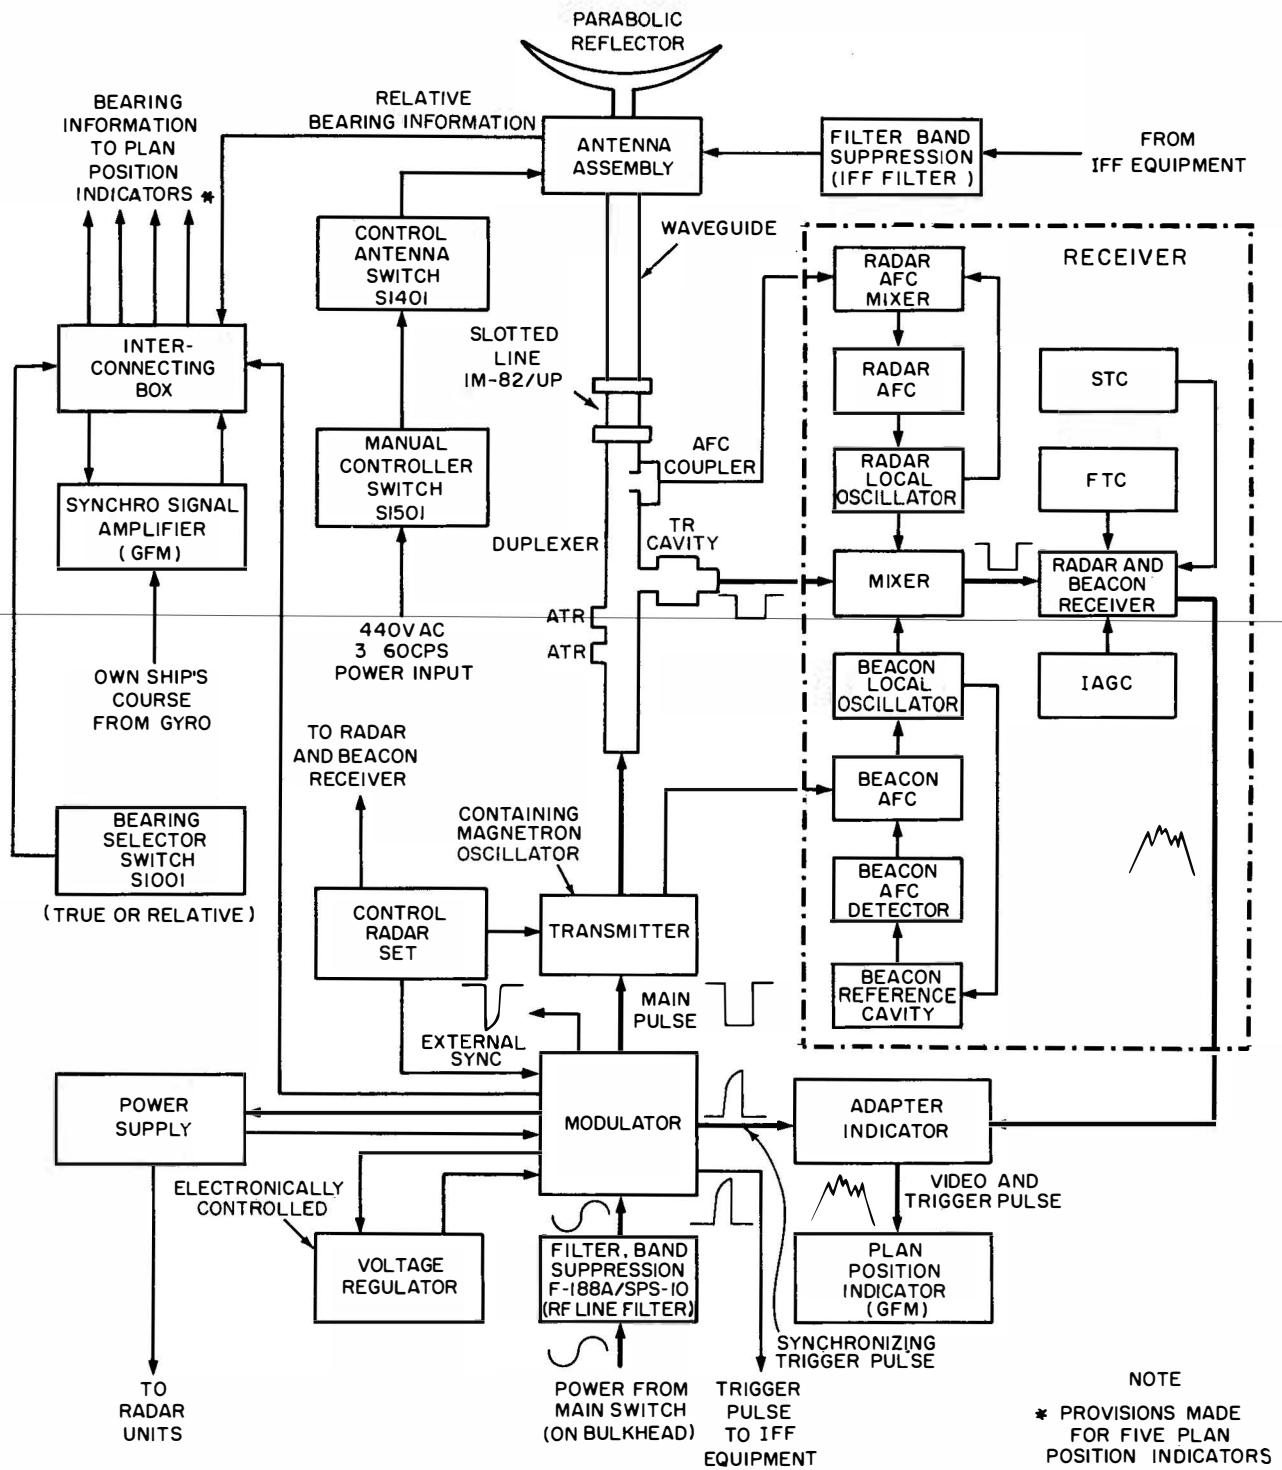 PARABOLIC
REFLECTOR
BEARING
INFORMATION
TO PLAN
POSITION
INDICATORS *
RELATIVE
BEARING INFORMATION
ANTENNA
ASSEMBLY
FILTER BAND
SUPPRESSION
(IFF FILTER)
FROM
IFF EQUIPMENT
CONTROL
ANTENNA
SWITCH
S1401
WAVEGUIDE
RECEIVER
RADAR
AFC
MIXER
INTER-
CONNECTING
BOX
SLOTTED
LINE
IM-82/UP
RADAR
AFC
STC
MANUAL
CONTROLLER
SWITCH
S1501
AFC
COUPLER
RADAR
LOCAL
OSCILLATOR
FTC
SYNCHRO SIGNAL
AMPLIFIER
(GFM)
DUPLEXER
TR
CAVITY
MIXER
RADAR AND
BEACON
RECEIVER
ATR
ATR
440V AC
3 60CPS
POWER INPUT
OWN SHIP'S
COURSE
FROM GYRO
BEACON
LOCAL
OSCILLATOR
IAGC
TO RADAR
AND BEACON
RECEIVER
BEACON
AFC
BEARING
SELECTOR
SWITCH
S1001
(TRUE OR RELATIVE)
CONTAINING
MAGNETRON
OSCILLATOR
BEACON
AFC
DETECTOR
CONTROL
RADAR
SET
TRANSMITTER
BEACON
REFERENCE
CAVITY
MAIN
PULSE
EXTERNAL
SYNC
POWER
SUPPLY
MODULATOR
ADAPTER
INDICATOR
ELECTRONICALLY
CONTROLLED
VIDEO AND
TRIGGER PULSE
VOLTAGE
REGULATOR
FILTER, BAND
SUPPRESSION
F-188A/SPS-10
(RF LINE FILTER)
PLAN
POSITION
INDICATOR
(GFM)
SYNCHRONIZING
TRIGGER PULSE
TO
RADAR
UNITS
POWER FROM
MAIN SWITCH
(ON BULKHEAD)
TRIGGER
PULSE
TO IFF
EQUIPMENT
NOTE
* PROVISIONS MADE
FOR FIVE PLAN
POSITION INDICATORS